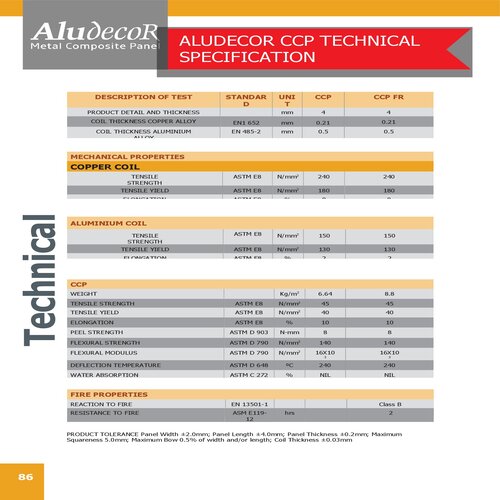 AludecoR
Metal Composite Panel
ALUDECOR CCP TECHNICAL
SPECIFICATION
DESCRIPTION OF TEST STANDAR D UNI T CCP CCP FR
PRODUCT DETAIL AND THICKNESS mm 4 4
COIL THICKNESS COPPER ALLOY EN1 652 mm 0.21 0.21
COIL THICKNESS ALUMINIUM ALLOY EN 485-2 mm 0.5 0.5
MECHANICAL PROPERTIES
COPPER COIL
TENSILE STRENGTH ASTM E8 N/mm² 240 240
TENSILE YIELD ASTM E8 N/mm² 180 180
ELONGATION ASTM E8
ALUMINIUM COIL
TENSILE STRENGTH ASTM E8 N/mm² 150 150
TENSILE YIELD ASTM E8 N/mm² 130 130
ELONGATION ASTM E8 % 2 2
CCP
WEIGHT Kg/m² 6.64 8.8
TENSILE STRENGTH ASTM E8 N/mm² 45 45
TENSILE YIELD ASTM E8 N/mm² 40 40
ELONGATION ASTM E8 % 10 10
PEEL STRENGTH ASTM D 903 N-mm 8 8
FLEXURAL STRENGTH ASTM D 790 N/mm² 140 140
FLEXURAL MODULUS ASTM D 790 N/mm² 16X10³ 16X10³
DEFLECTION TEMPERATURE ASTM D 648 ºC 240 240
WATER ABSORPTION ASTM C 272 % NIL NIL
FIRE PROPERTIES
REACTION TO FIRE EN 13501-1 Class B
RESISTANCE TO FIRE ASM E119-12 hrs 2
PRODUCT TOLERANCE Panel Width ±2.0mm; Panel Length ±4.0mm; Panel Thickness ±0.2mm; Maximum
Squareness 5.0mm; Maximum Bow 0.5% of width and/or length; Coil Thickness ±0.03mm
Technical
86